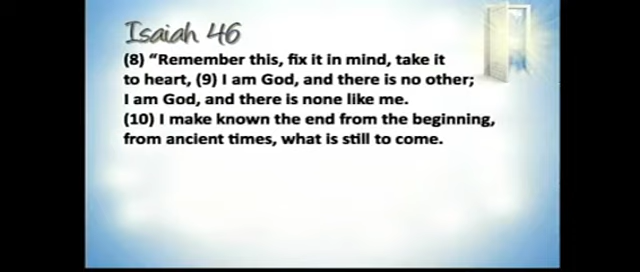 Isaiah 46
(8) “Remember this, fix it in mind, take it
to heart, (9) I am God, and there is no other;
I am God, and there is none like me.
(10) I make known the end from the beginning,
from ancient times, what is still to come.